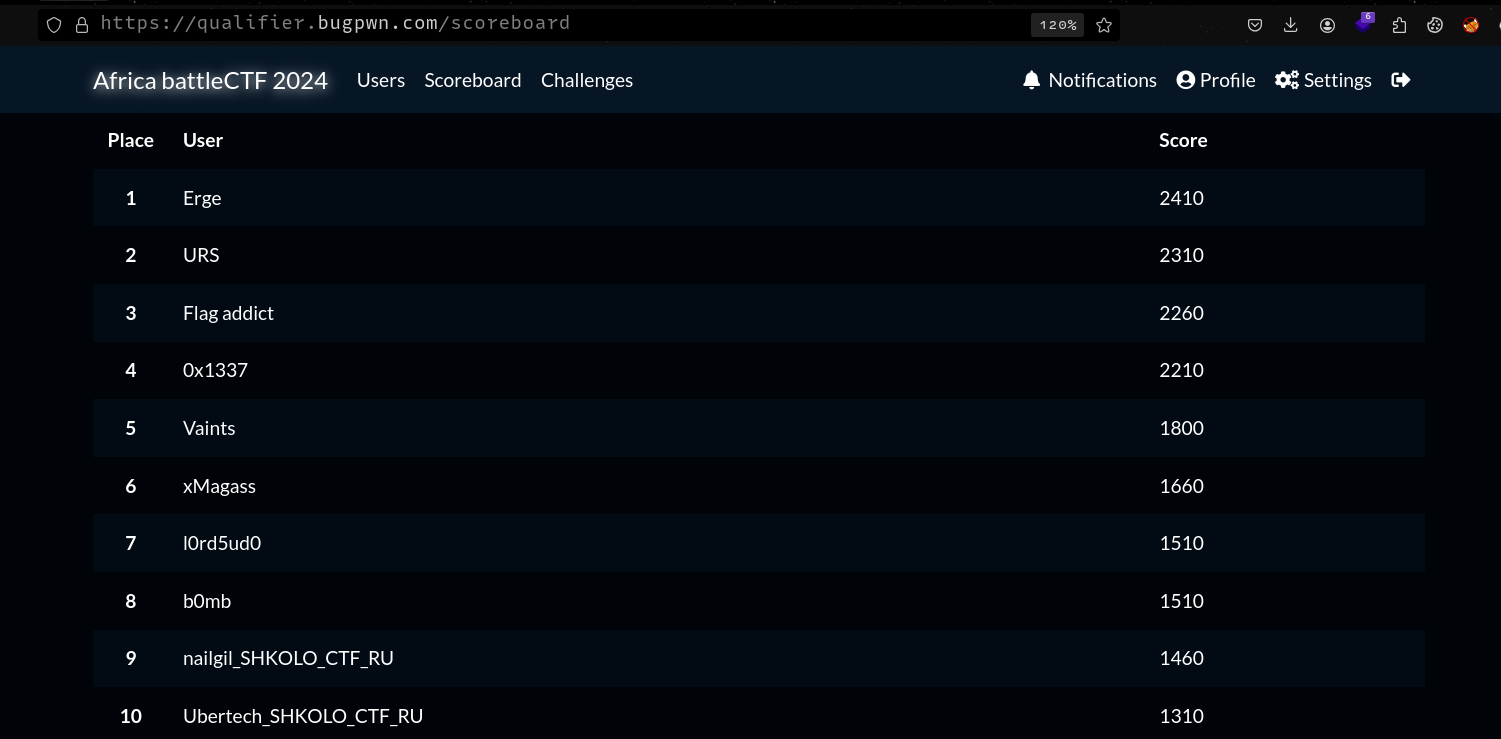 https://qualifier.bugpwn.com/scoreboard 120% 6
Africa battleCTF 2024 Users Scoreboard Challenges Notifications Profile Settings
Place User Score
1 Erge 2410
2 URS 2310
3 Flag addict 2260
4 0x1337 2210
5 Vaints 1800
6 xMagass 1660
7 l0rd5ud0 1510
8 b0mb 1510
9 nailgil_SHKOLO_CTF_RU 1460
10 Ubertech_SHKOLO_CTF_RU 1310